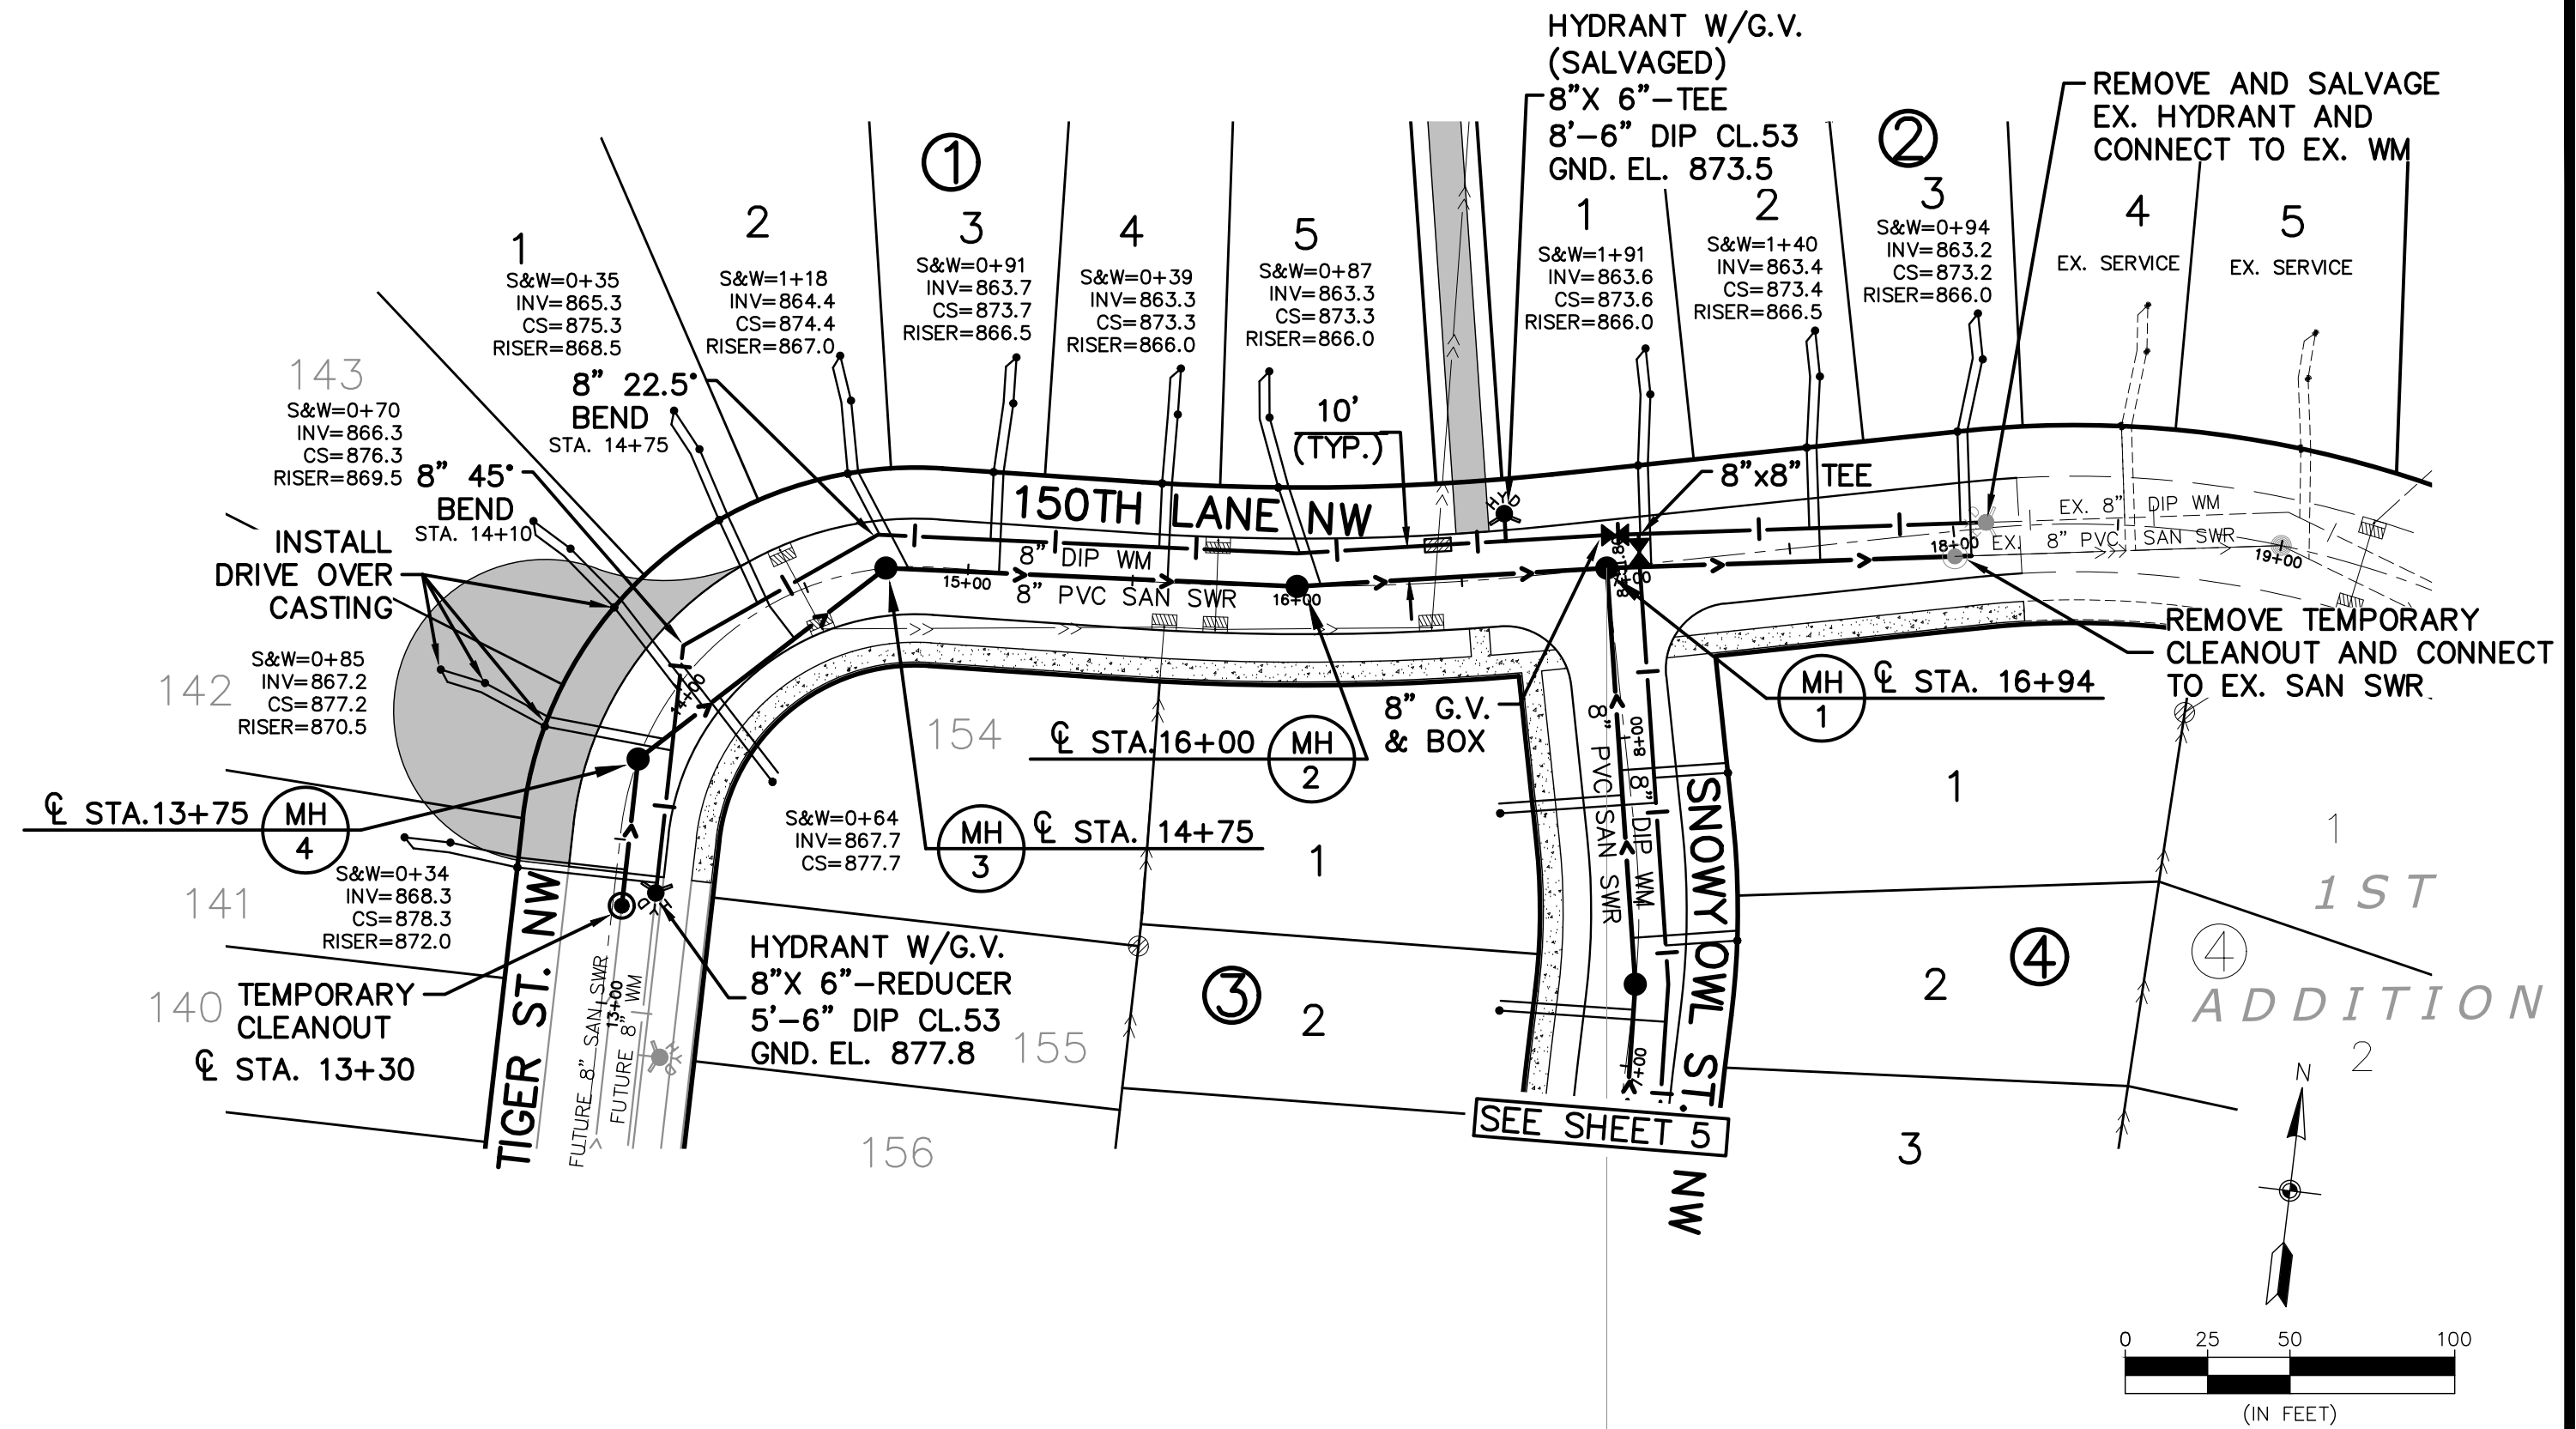 HYDRANT W/G.V.
(SALVAGED)
8"X 6"-TEE
8'-6" DIP CL.53
GND. EL. 873.5
REMOVE AND SALVAGE
EX. HYDRANT AND
CONNECT TO EX. WM
1
2
1
S&W=0+35
INV=865.3
CS=875.3
RISER=868.5
2
S&W=1+18
INV=864.4
CS=874.4
RISER=867.0
3
S&W=0+91
INV=863.7
CS=873.7
RISER=866.5
4
S&W=0+39
INV=863.3
CS=873.3
RISER=866.0
5
S&W=0+87
INV=863.3
CS=873.3
RISER=866.0
1
S&W=1+91
INV=863.6
CS=873.6
RISER=866.0
2
S&W=1+40
INV=863.4
CS=873.4
RISER=866.5
3
S&W=0+94
INV=863.2
CS=873.2
RISER=866.0
4
EX. SERVICE
5
EX. SERVICE
143
S&W=0+70
INV=866.3
CS=876.3
RISER=869.5
8" 22.5°
BEND
STA. 14+75
8" 45°
BEND
STA. 14+10
10'
(TYP.)
INSTALL
DRIVE OVER
CASTING
150TH LANE NW
8" DIP WM
8" PVC SAN SWR
HYD
8"x8" TEE
EX. 8" DIP WM
EX. 8" PVC SAN SWR
14+00
15+00
16+00
18+00
19+00
REMOVE TEMPORARY
CLEANOUT AND CONNECT
TO EX. SAN SWR
142
S&W=0+85
INV=867.2
CS=877.2
RISER=870.5
154
℄ STA.16+00
MH
2
8" G.V.
& BOX
MH
1
℄ STA. 16+94
℄ STA.13+75
MH
4
S&W=0+64
INV=867.7
CS=877.7
MH
3
℄ STA. 14+75
1
8" PVC SAN SWR
8" DIP WM
8+00
7+00
SNOWY OWL ST. NW
1
1
1ST
ADDITION
141
S&W=0+34
INV=868.3
CS=878.3
RISER=872.0
HYD
140
TEMPORARY
CLEANOUT
℄ STA. 13+30
TIGER ST. NW
FUTURE 8" SAN SWR
13+00
FUTURE 8" WM
HYD
HYDRANT W/G.V.
8"X 6"-REDUCER
5'-6" DIP CL.53
GND. EL. 877.8
155
3
2
2
4
4
2
156
SEE SHEET 5
3
N
0 25 50 100
(IN FEET)